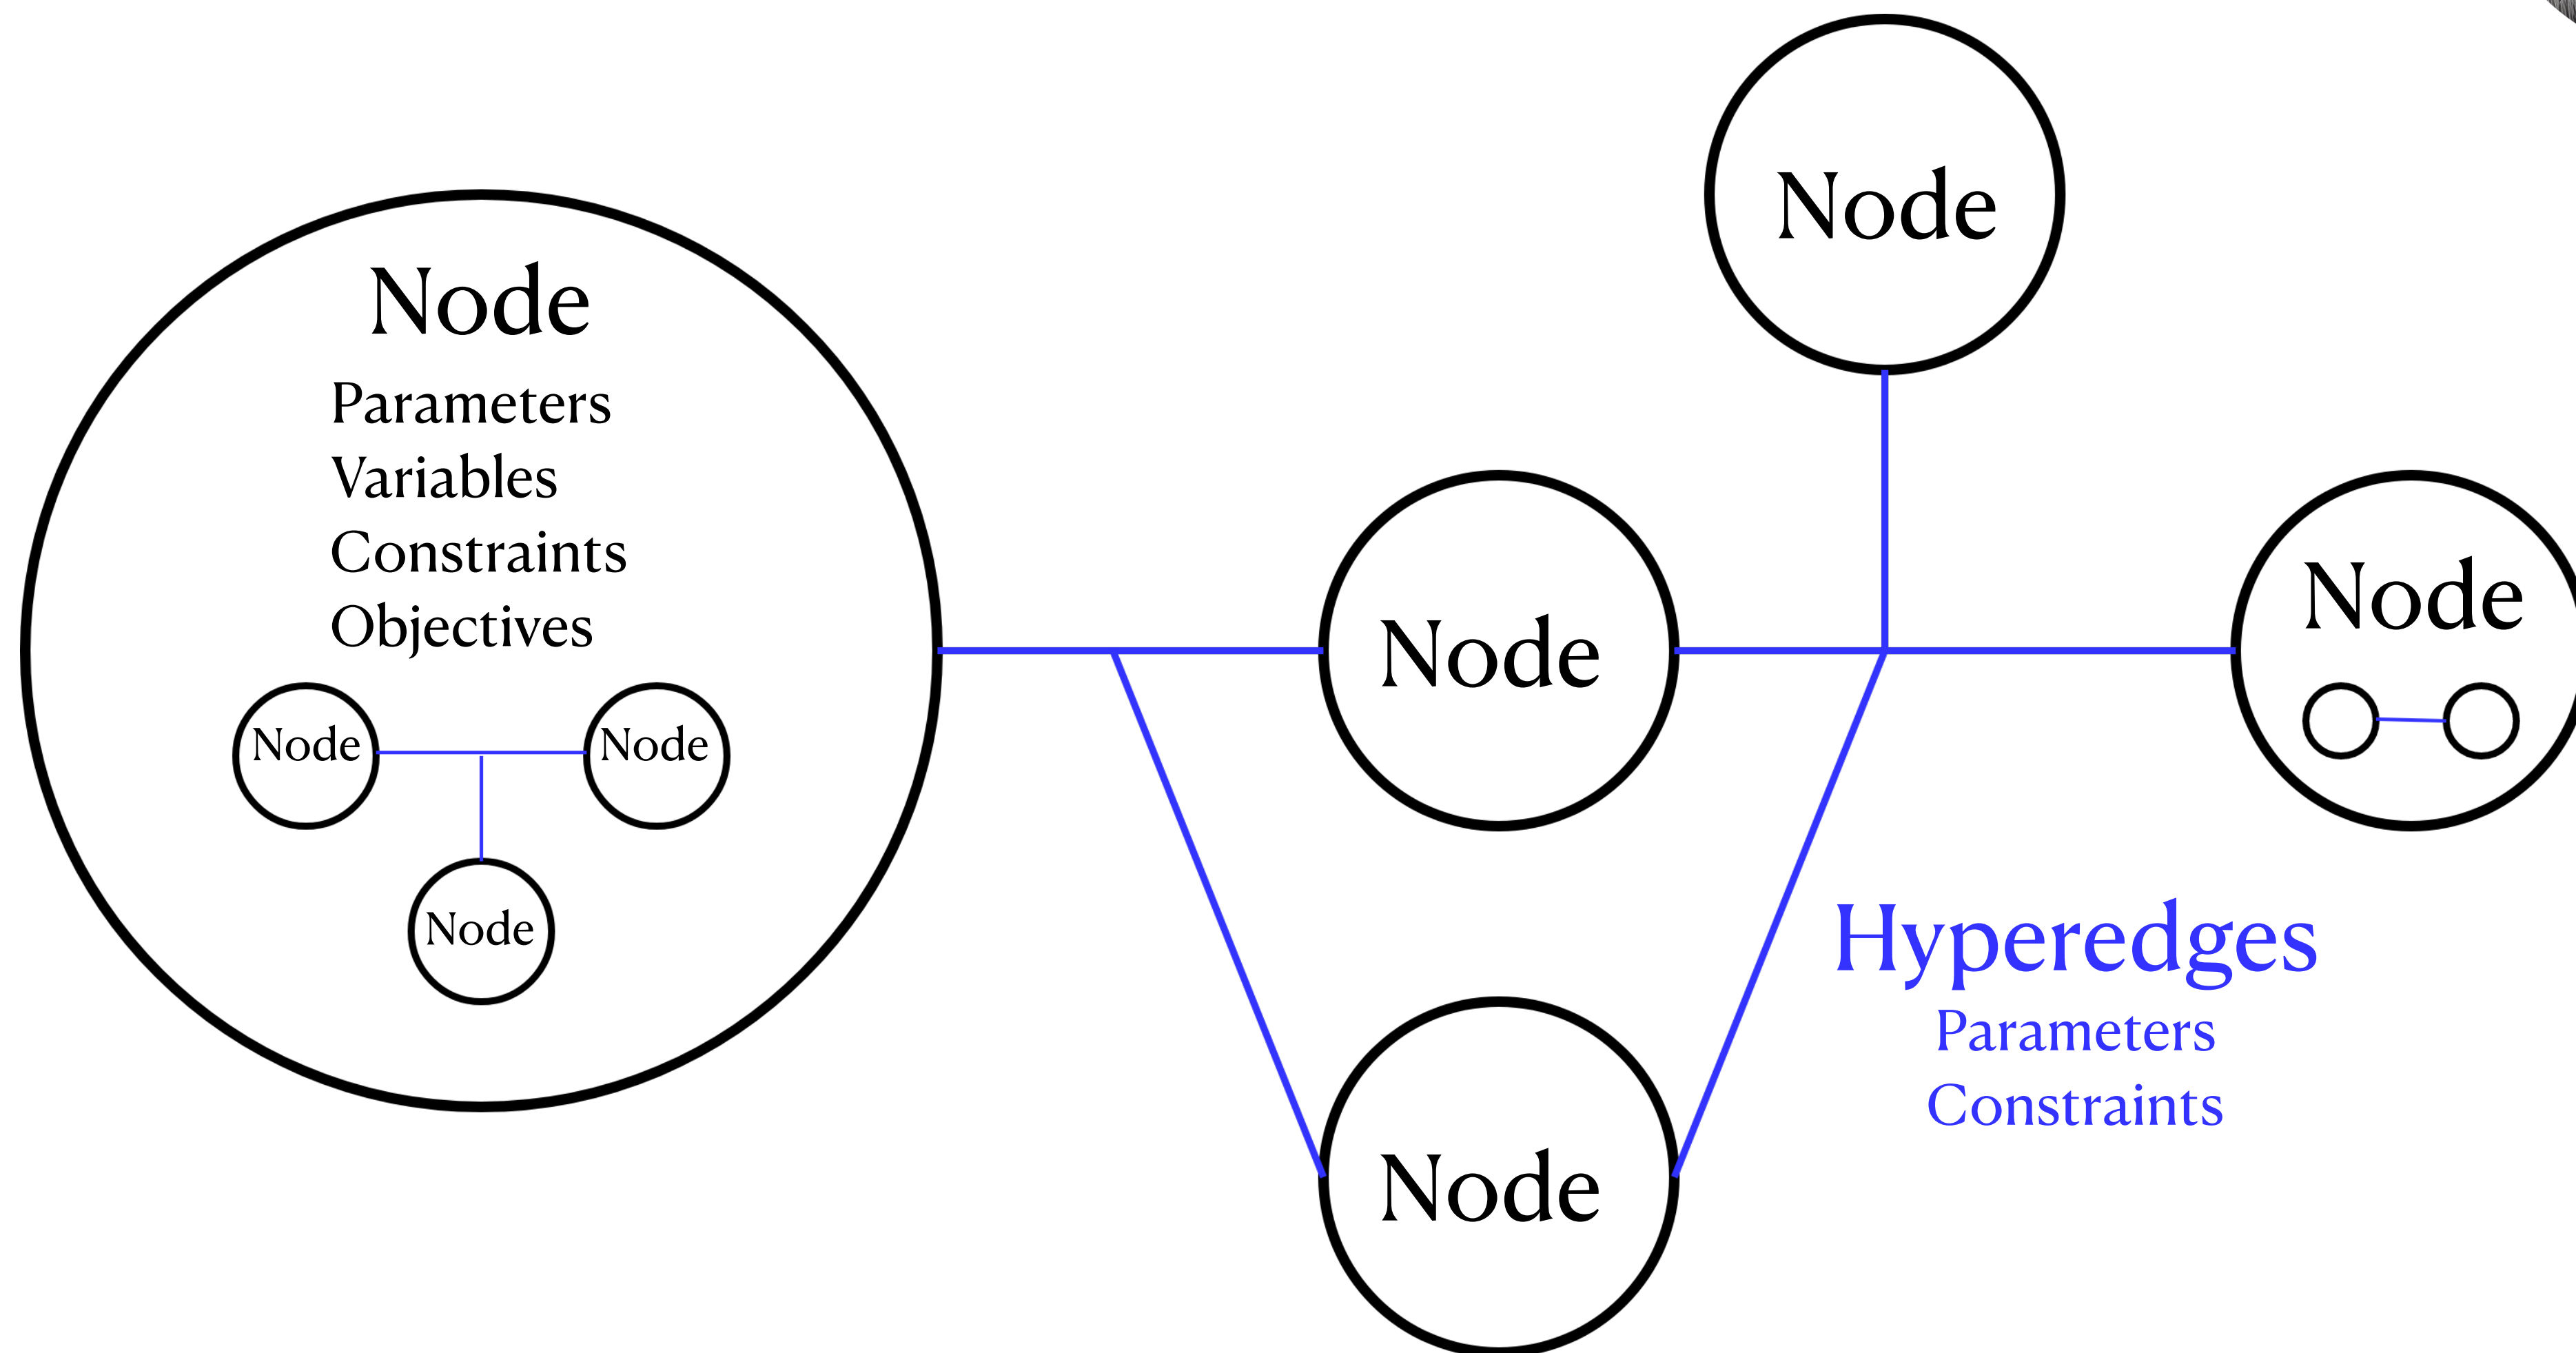 Node
Parameters
Variables
Constraints
Objectives
Node
Node
Node
Node
Node
Node
Node
Hyperedges
Parameters
Constraints